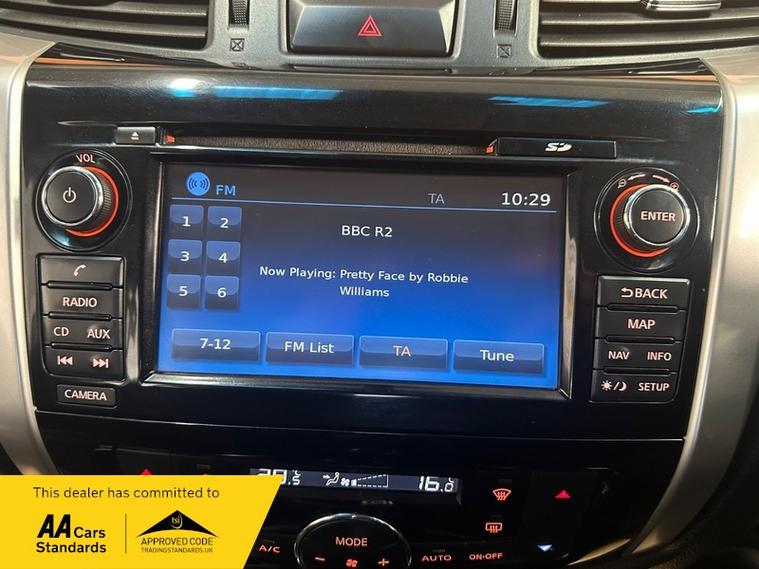 VOL
SD
FM
TA
10:29
1
2
BBC R2
3
4
Now Playing: Pretty Face by Robbie
Williams
5
6
7-12
FM List
TA
Tune
RADIO
CD
AUX
CAMERA
ENTER
BACK
MAP
NAV
INFO
SETUP
16.0
A/C
MODE
AUTO
ON•OFF
This dealer has committed to
AA Cars
Standards
tsi
APPROVED CODE
TRADINGSTANDARDS.UK